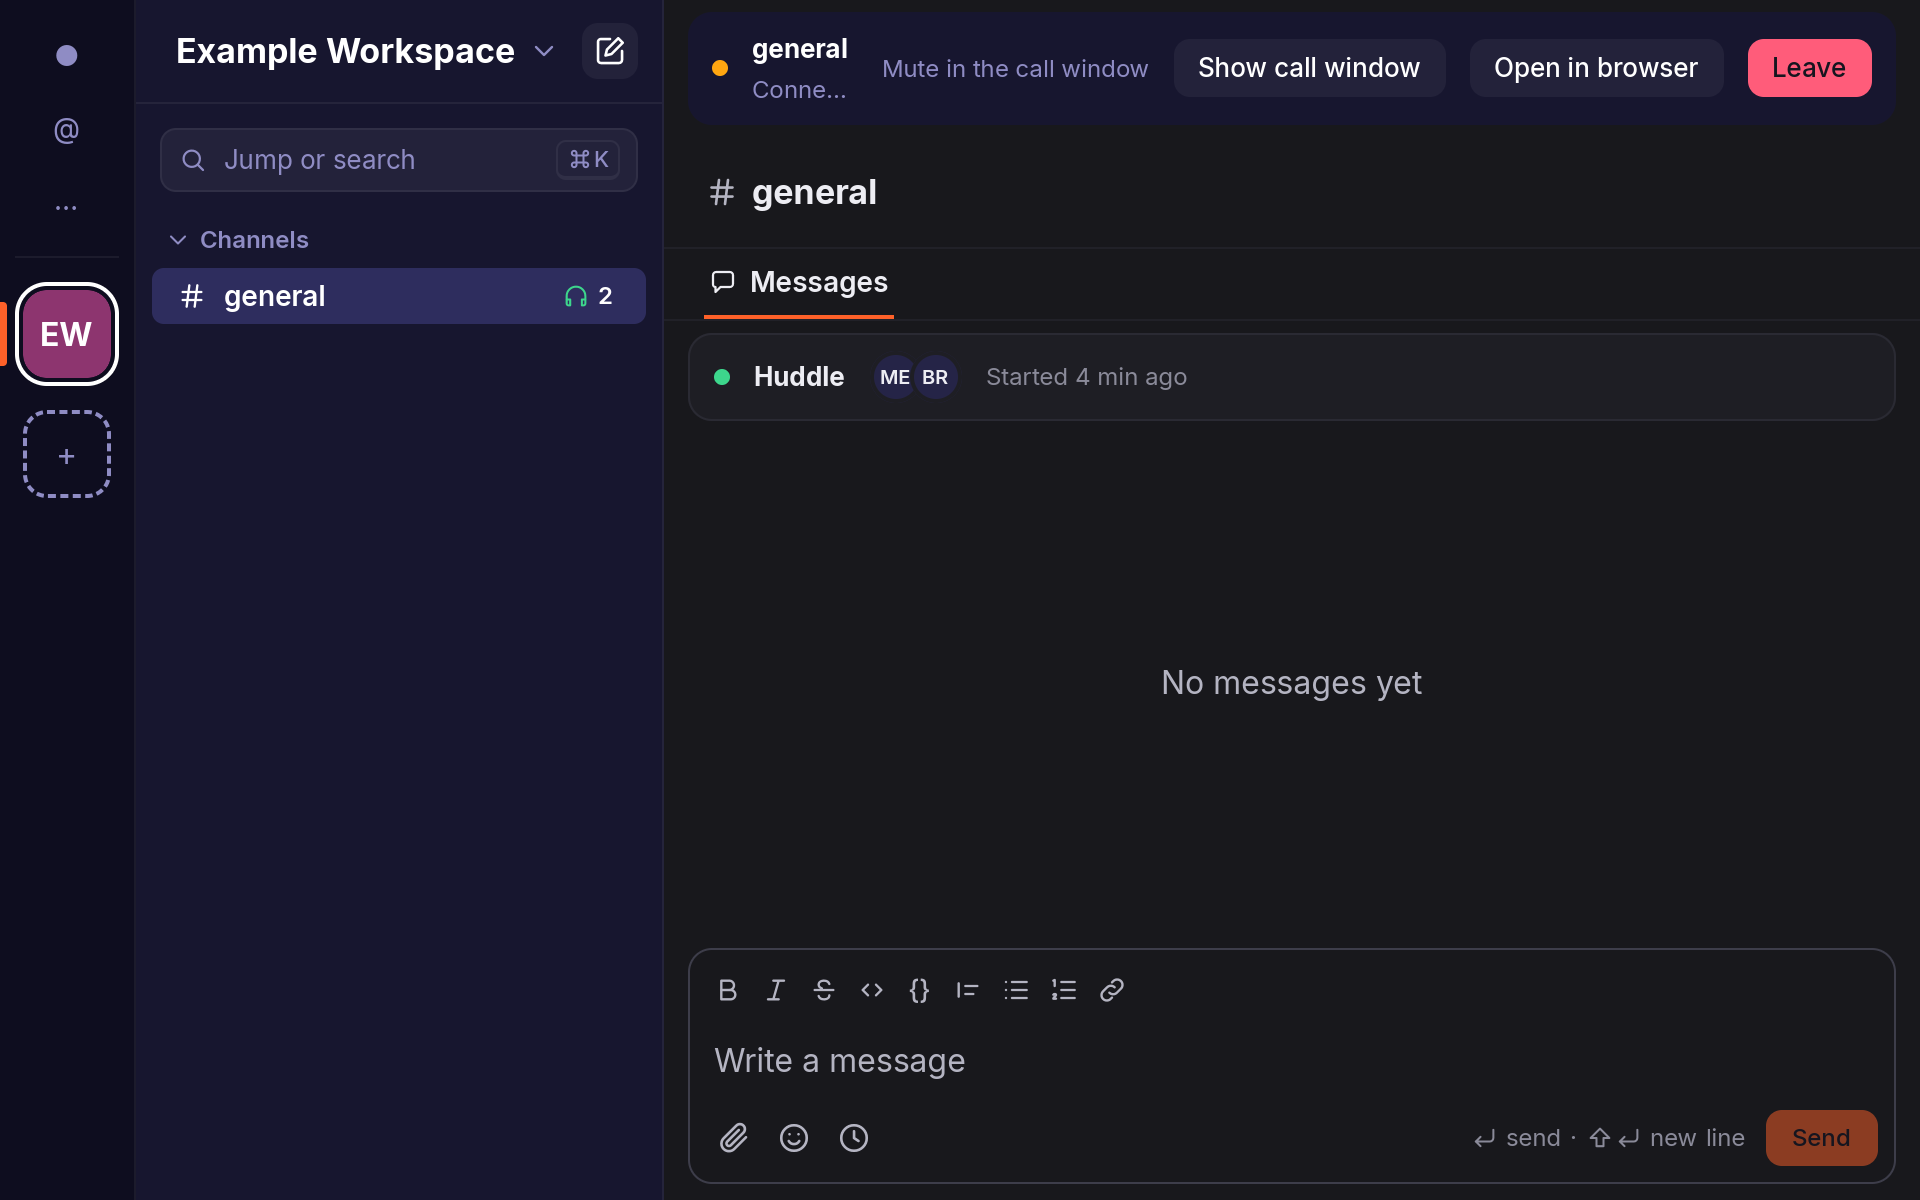 @
...
EW
+
Example Workspace
Jump or search
⌘K
Channels
# general
2
general
Conne...
Mute in the call window
Show call window
Open in browser
Leave
# general
Messages
Huddle
ME
BR
Started 4 min ago
No messages yet
Write a message
send · new line
Send